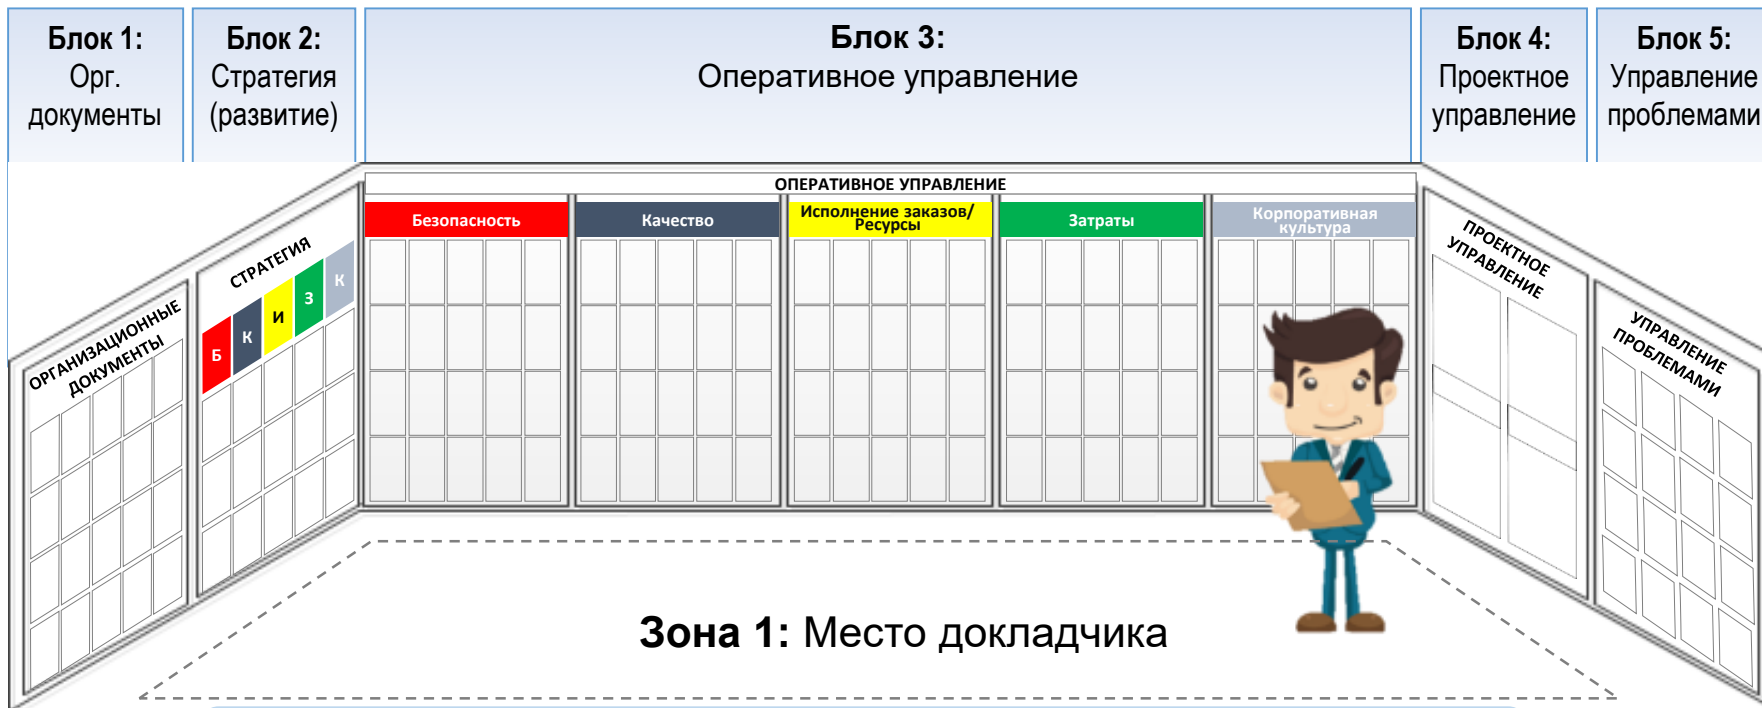 Блок 1:
Орг.
документы
Блок 2:
Стратегия
(развитие)
Блок 3:
Оперативное управление
Блок 4:
Проектное
управление
Блок 5:
Управление
проблемами
ОПЕРАТИВНОЕ УПРАВЛЕНИЕ
Безопасность
Качество
Исполнение заказов/
Ресурсы
Затраты
Корпоративная
культура
ОРГАНИЗАЦИОННЫЕ
ДОКУМЕНТЫ
СТРАТЕГИЯ
Б
К
И
З
К
ПРОЕКТНОЕ
УПРАВЛЕНИЕ
УПРАВЛЕНИЕ
ПРОБЛЕМАМИ
Зона 1: Место докладчика